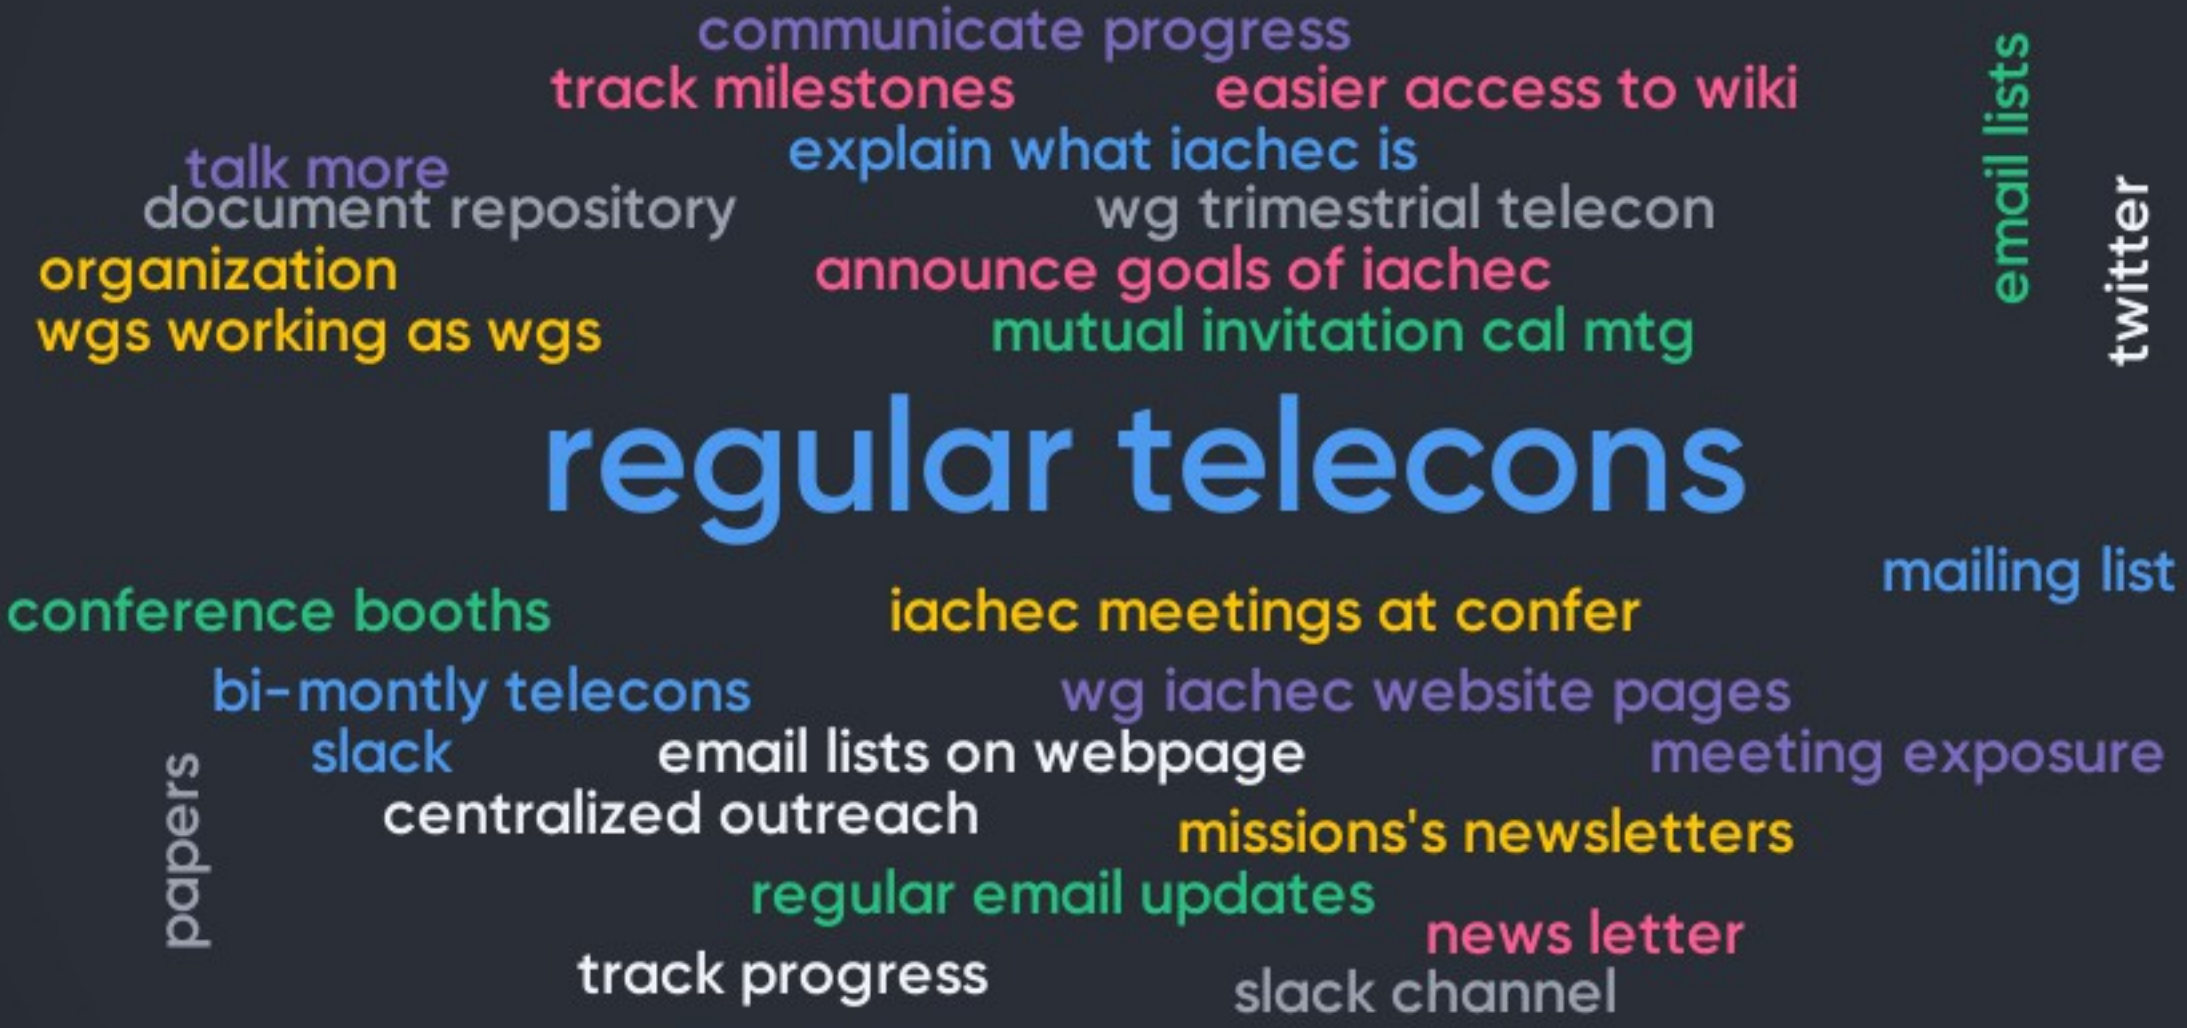 communicate progress
track milestones
easier access to wiki
email lists
explain what iachec is
talk more
twitter
document repository
wg trimestrial telecon
organization
announce goals of iachec
wgs working as wgs
mutual invitation cal mtg
regular telecons
mailing list
conference booths
iachec meetings at confer
bi-montly telecons
wg iachec website pages
slack
email lists on webpage
meeting exposure
papers
centralized outreach
missions's newsletters
regular email updates
news letter
track progress
slack channel